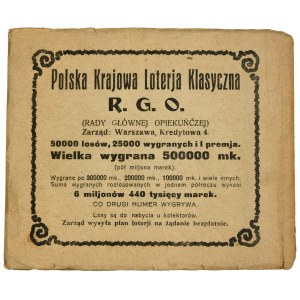 Polska Krajowa Loterja Klasyczna
R. G. O.
(RADY GŁÓWNEJ OPIEKUŃCZEJ)
Zarząd: Warszawa, Kredytowa 4.
50000 losów, 25000 wygranych i 1 premja.
Wielka wygrana 500000 mk.
(pół miljona marek).
Wygrane po 300000 mk., 200000 mk., 100000 mk. i wiele innych.
Suma wygranych rozlosowanych w jednem półroczu wynosi
6 miljonów 440 tysięcy marek.
CO DRUGI NUMER WYGRYWA.
Losy są do nabycia u kolektorów.
Zarząd wysyła plan loterji na żądanie bezpłatnie.